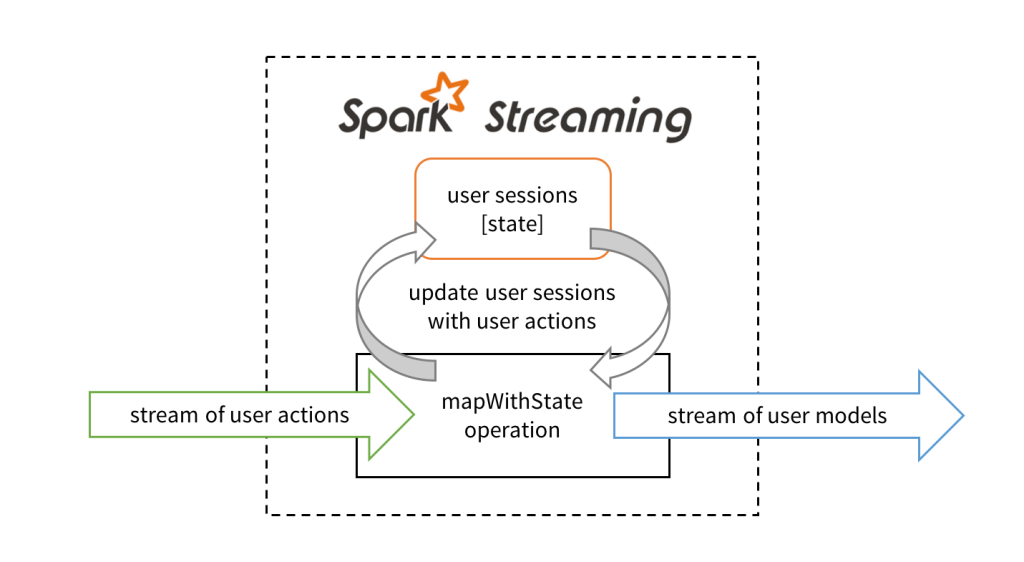 Spark Streaming
user sessions
[state]
update user sessions
with user actions
mapWithState
operation
stream of user actions
stream of user models